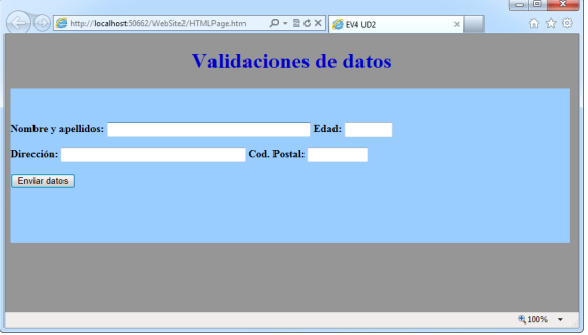 http://localhost:50662/WebSite2/HTMLPage.htm
EV4 UD2
Validaciones de datos
Nombre y apellidos: Edad:
Dirección: Cod. Postal:
Enviar datos
100%